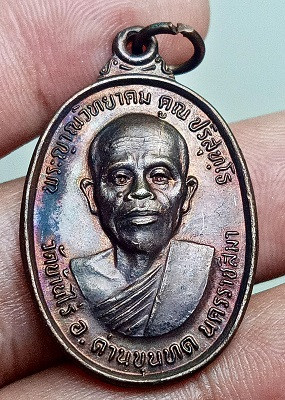 พระญาณวิทยาคม คูณ ปริสุทฺโธ
วัดบ้านไร่ อ. ด่านขุนทด นครราชสีมา